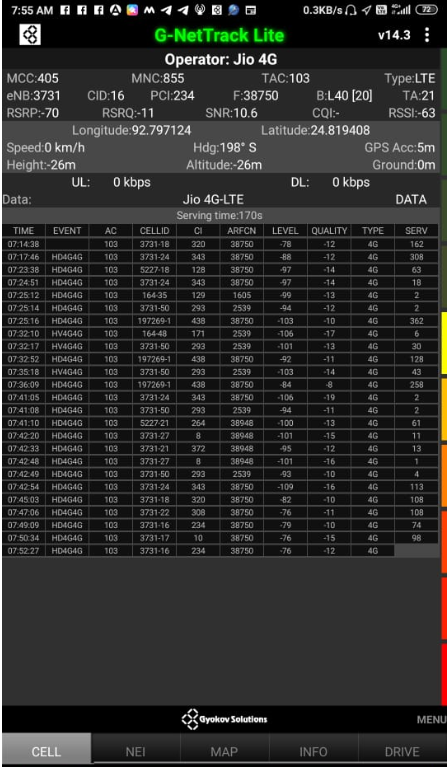 7:55 AM 0.3KB/s 4G+ 72
G-NetTrack Lite v14.3
Operator: Jio 4G
MCC:405 MNC:855 TAC:103 Type:LTE
eNB:3731 CID:16 PCI:234 F:38750 B:L40 [20] TA:21
RSRP:-70 RSRQ:-11 SNR:10.6 CQI:- RSSI:-63
Longitude:92.797124 Latitude:24.819408
Speed:0 km/h Hdg:198° S GPS Acc:5m
Height:-26m Altitude:-26m Ground:0m
UL: 0 kbps DL: 0 kbps
Data: Jio 4G-LTE DATA
Serving time:170s
TIME EVENT AC CELLID CI ARFCN LEVEL QUALITY TYPE SERV
07:14:38 103 3731-18 320 38750 -78 -12 4G 162
07:17:46 HD4G4G 103 3731-24 343 38750 -88 -12 4G 308
07:23:38 HD4G4G 103 5227-18 128 38750 -97 -14 4G 63
07:24:51 HD4G4G 103 3731-24 343 38750 -97 -14 4G 18
07:25:12 HD4G4G 103 164-35 129 1605 -99 -13 4G 2
07:25:14 HD4G4G 103 3731-50 293 2539 -94 -12 4G 2
07:25:16 HD4G4G 103 197269-1 438 38750 -103 -10 4G 362
07:32:10 HV4G4G 103 164-48 171 2539 -106 -17 4G 6
07:32:17 HV4G4G 103 3731-50 293 2539 -101 -13 4G 30
07:32:52 HD4G4G 103 197269-1 438 38750 -92 -11 4G 128
07:35:18 HV4G4G 103 3731-50 293 2539 -103 -14 4G 43
07:36:09 HD4G4G 103 197269-1 438 38750 -84 -8 4G 258
07:41:05 HD4G4G 103 3731-24 343 38750 -106 -19 4G 2
07:41:08 HD4G4G 103 3731-50 293 2539 -94 -11 4G 2
07:41:10 HD4G4G 103 5227-21 264 38948 -100 -13 4G 61
07:42:20 HD4G4G 103 3731-27 8 38948 -101 -15 4G 11
07:42:33 HD4G4G 103 3731-21 372 38948 -95 -12 4G 13
07:42:48 HD4G4G 103 3731-27 8 38948 -101 -16 4G 1
07:42:49 HD4G4G 103 3731-50 293 2539 -93 -10 4G 4
07:42:54 HD4G4G 103 3731-24 343 38750 -109 -16 4G 113
07:45:03 HD4G4G 103 3731-18 320 38750 -82 -10 4G 108
07:47:06 HD4G4G 103 3731-22 308 38750 -76 -11 4G 108
07:49:09 HD4G4G 103 3731-16 234 38750 -79 -10 4G 74
07:50:34 HD4G4G 103 3731-17 10 38750 -76 -15 4G 98
07:52:27 HD4G4G 103 3731-16 234 38750 -76 -12 4G
Gyokov Solutions MENU
CELL NEI MAP INFO DRIVE